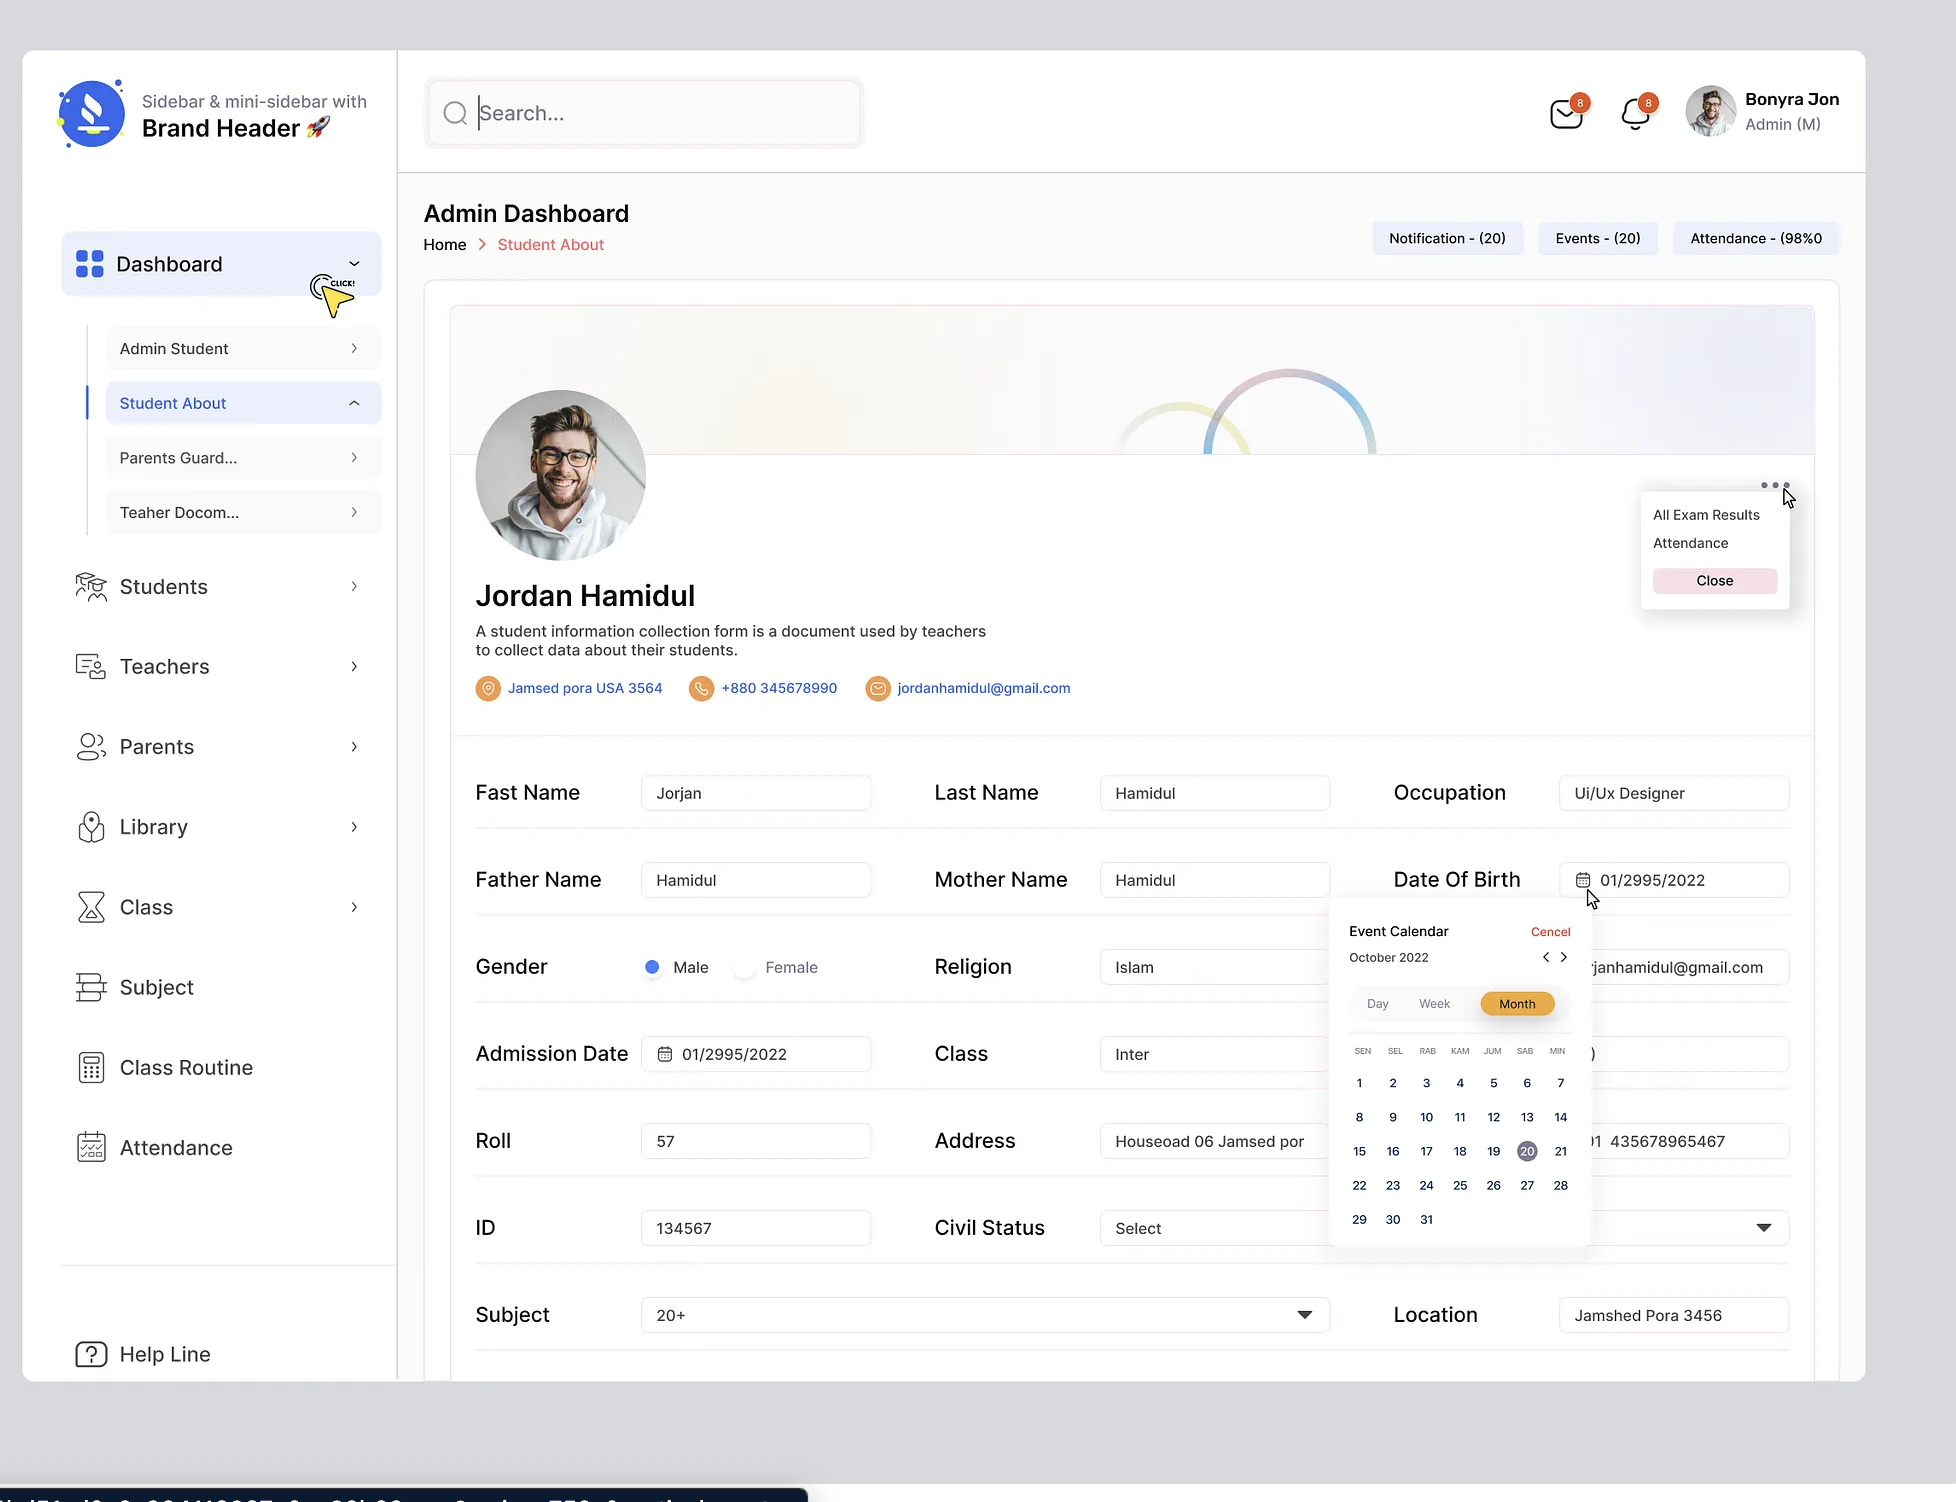 Sidebar & mini-sidebar with
Brand Header 🚀
Search...
8
8
Bonyra Jon
Admin (M)
Dashboard
CLICK!
Admin Student
Student About
Parents Guard...
Teaher Docom...
Students
Teachers
Parents
Library
Class
Subject
Class Routine
Attendance
Help Line
Admin Dashboard
Home > Student About
Notification - (20)
Events - (20)
Attendance - (98%0
All Exam Results
Attendance
Close
Jordan Hamidul
A student information collection form is a document used by teachers
to collect data about their students.
Jamsed pora USA 3564
+880 345678990
jordanhamidul@gmail.com
Fast Name Jorjan
Last Name Hamidul
Occupation Ui/Ux Designer
Father Name Hamidul
Mother Name Hamidul
Date Of Birth 01/2995/2022
Gender Male Female
Religion Islam
rjanhamidul@gmail.com
Admission Date 01/2995/2022
Class Inter
)
Roll 57
Address Houseoad 06 Jamsed por
435678965467
ID 134567
Civil Status Select
Subject 20+
Location Jamshed Pora 3456
Event Calendar Cencel
October 2022
Day Week Month
SEN SEL RAB KAM JUM SAB MIN
1 2 3 4 5 6 7
8 9 10 11 12 13 14
15 16 17 18 19 20 21
22 23 24 25 26 27 28
29 30 31